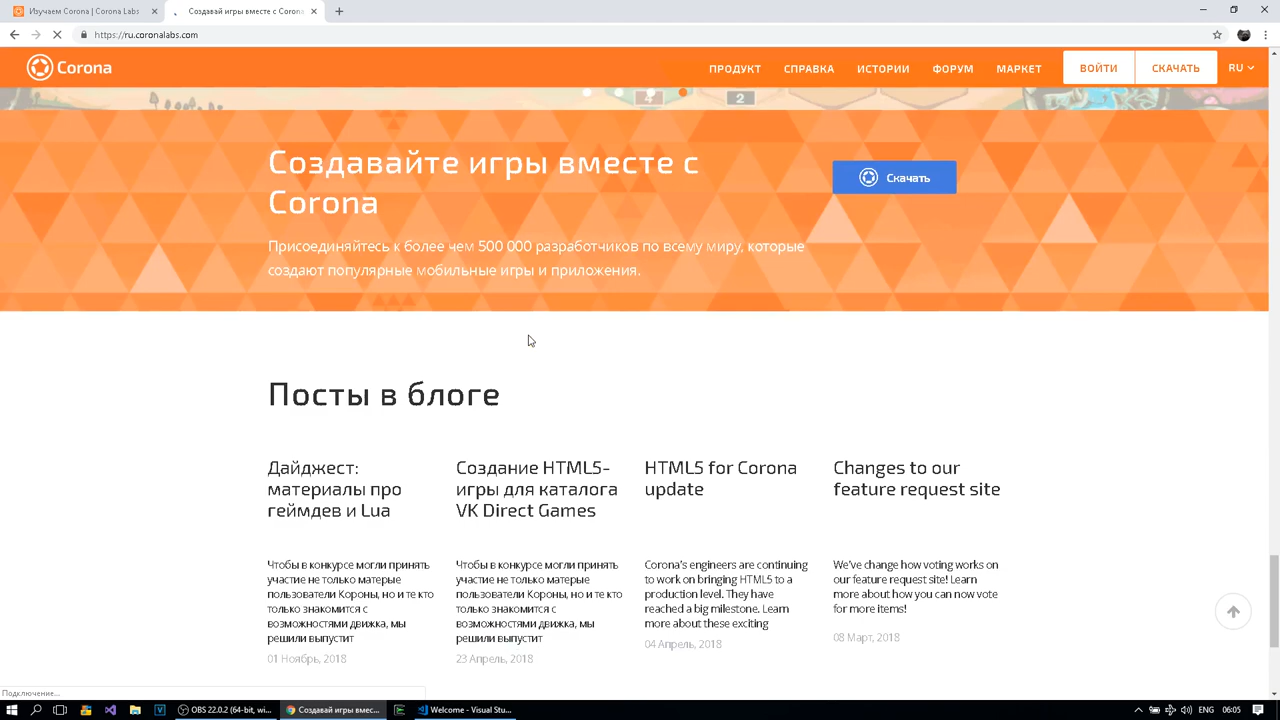 Изучаем Corona | Corona Labs
Создавай игры вместе с Corona
https://ru.coronalabs.com
Corona
ПРОДУКТ
СПРАВКА
ИСТОРИИ
ФОРУМ
МАРКЕТ
ВОЙТИ
СКАЧАТЬ
RU
4
2
Создавайте игры вместе с
Corona
Скачать
Присоединяйтесь к более чем 500 000 разработчиков по всему миру, которые
создают популярные мобильные игры и приложения.
Посты в блоге
Дайджест:
материалы про
геймдев и Lua
Чтобы в конкурсе могли принять
участие не только матерые
пользователи Короны, но и те кто
только знакомится с
возможностями движка, мы
решили выпустит
01 Ноябрь, 2018
Создание HTML5-
игры для каталога
VK Direct Games
Чтобы в конкурсе могли принять
участие не только матерые
пользователи Короны, но и те кто
только знакомится с
возможностями движка, мы
решили выпустит
23 Апрель, 2018
HTML5 for Corona
update
Corona's engineers are continuing
to work on bringing HTML5 to a
production level. They have
reached a big milestone. Learn
more about these exciting
04 Апрель, 2018
Changes to our
feature request site
We've change how voting works on
our feature request site! Learn
more about how you can now vote
for more items!
08 Март, 2018
Подключение...
OBS 22.0.2 (64-bit, wi...
Создавай игры вмес...
Welcome - Visual Stu...
ENG
06:05